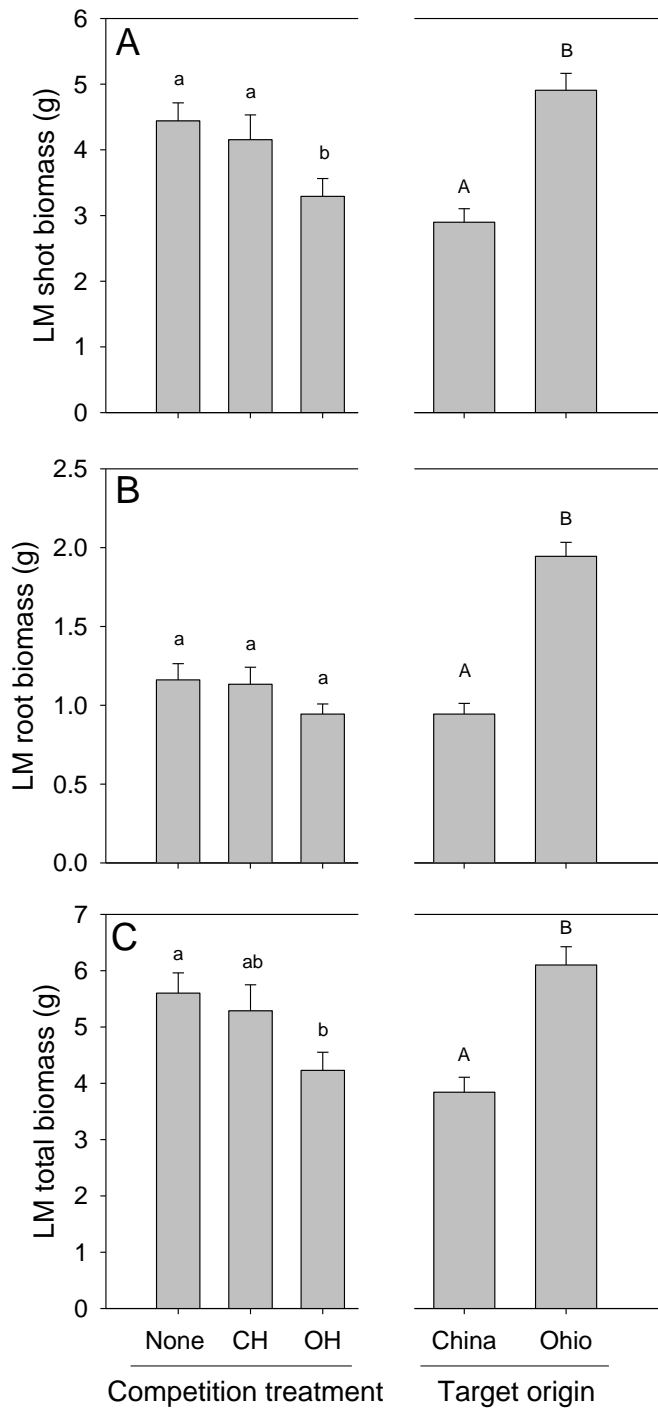 6
A
B
5
a
a
b
4
A
3
2
1
0
LM shot biomass (g)
2.5
B
B
2.0
1.5
a
a
a
A
1.0
0.5
0.0
LM root biomass (g)
7
C
B
a
ab
6
b
5
A
4
3
2
1
0
LM total biomass (g)
None CH OH China Ohio
Competition treatment Target origin